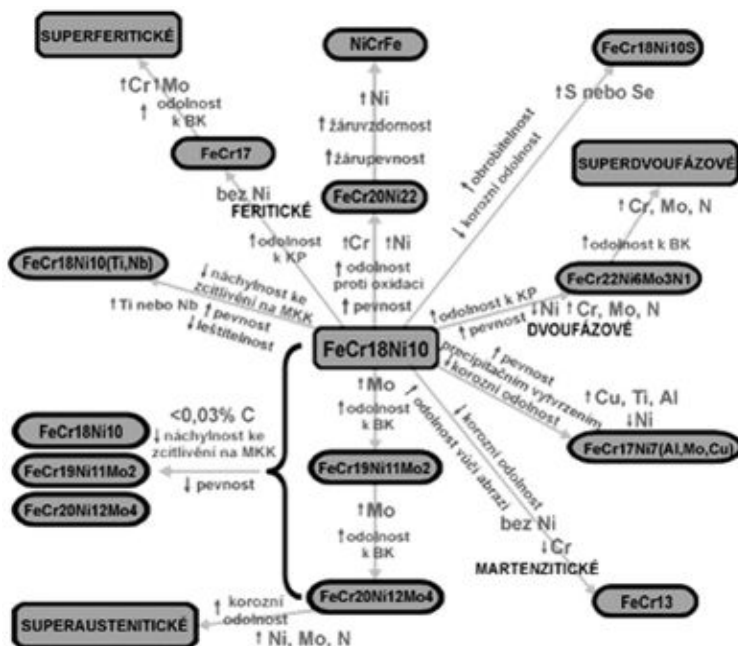 SUPERFERITICKÉ
NiCrFe
FeCr18Ni10S
↑Cr↑Mo
↑ odolnost
k BK
↑Ni
↑žáruvzdornost
↑žárupevnost
↑S nebo Se
↑obrobitelnost
↓korozní odolnost
FeCr17
SUPERDVOUFÁZOVÉ
bez Ni
FERITICKÉ
FeCr20Ni22
↑Cr, Mo, N
↑odolnost k BK
↑odolnost
k KP
↑Cr ↑Ni
↑odolnost
proti oxidaci
↑pevnost
FeCr18Ni10(Ti,Nb)
FeCr22Ni6Mo3N1
↓náchylnost ke
zcitlivění na MKK
↑Ti nebo Nb ↑pevnost
↓leštitelnost
↑odolnost k KP
↑pevnost
↓Ni ↑Cr, Mo, N
DVOUFÁZOVÉ
FeCr18Ni10
↑pevnost
precipitačním vytvrzením
↓korozní odolnost
↑Cu, Ti, Al
↓Ni
FeCr17Ni7(Al,Mo,Cu)
↑Mo
↑odolnost
k BK
<0,03% C
↓náchylnost ke
zcitlivění na MKK
↓pevnost
FeCr18Ni10
FeCr19Ni11Mo2
FeCr20Ni12Mo4
FeCr19Ni11Mo2
↓korozní odolnost
↑odolnost vůči abrazi
↑Mo
↑odolnost
k BK
bez Ni
↓Cr
MARTENZITICKÉ
FeCr20Ni12Mo4
FeCr13
SUPERAUSTENITICKÉ
↑korozní
odolnost
↑Ni, Mo, N